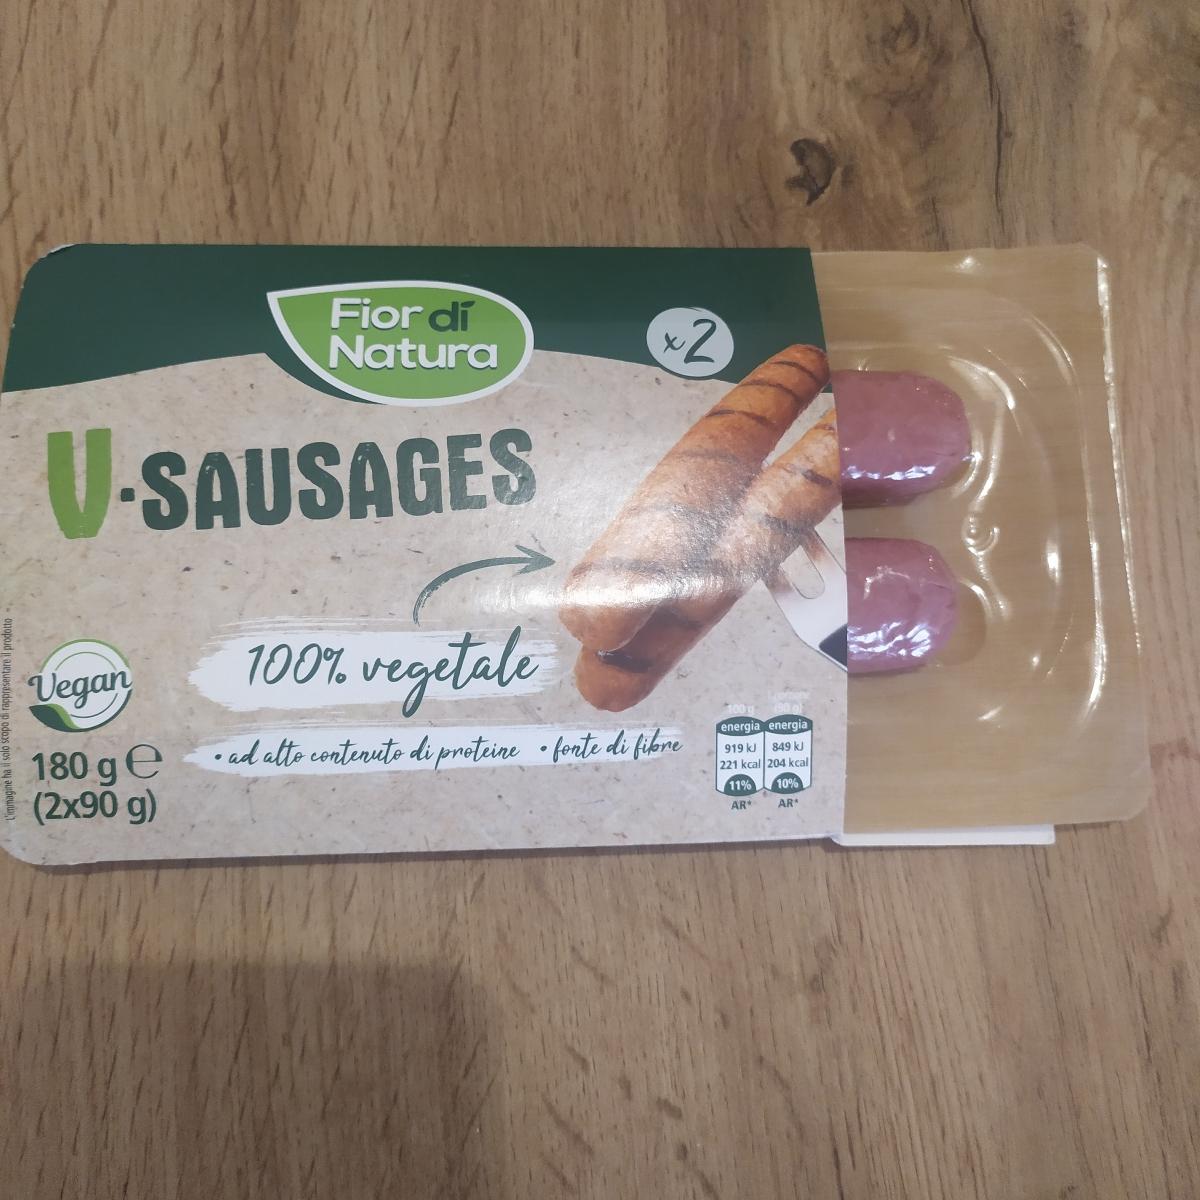 Fior di
Natura
x2
V·SAUSAGES
100% vegetale
• ad alto contenuto di proteine • fonte di fibre
Vegan
180 g ℮
(2x90 g)
100 g
(90 g)
energia energia
919 kJ 849 kJ
221 kcal 204 kcal
11% 10%
AR* AR*
L'immagine ha il solo scopo di rappresentare il prodotto